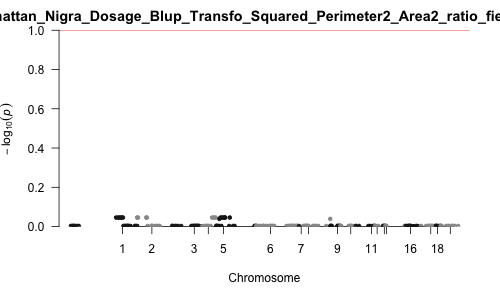 attan_Nigra_Dosage_Blup_Transfo_Squared_Perimeter2_Area2_ratio_fie
− log₁₀(p)
1.0
0.8
0.6
0.4
0.2
0.0
1 2 3 5 6 7 9 11 16 18
Chromosome